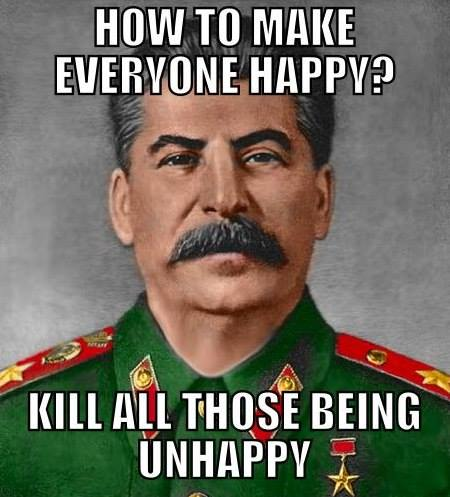 HOW TO MAKE
EVERYONE HAPPY?
KILL ALL THOSE BEING
UNHAPPY